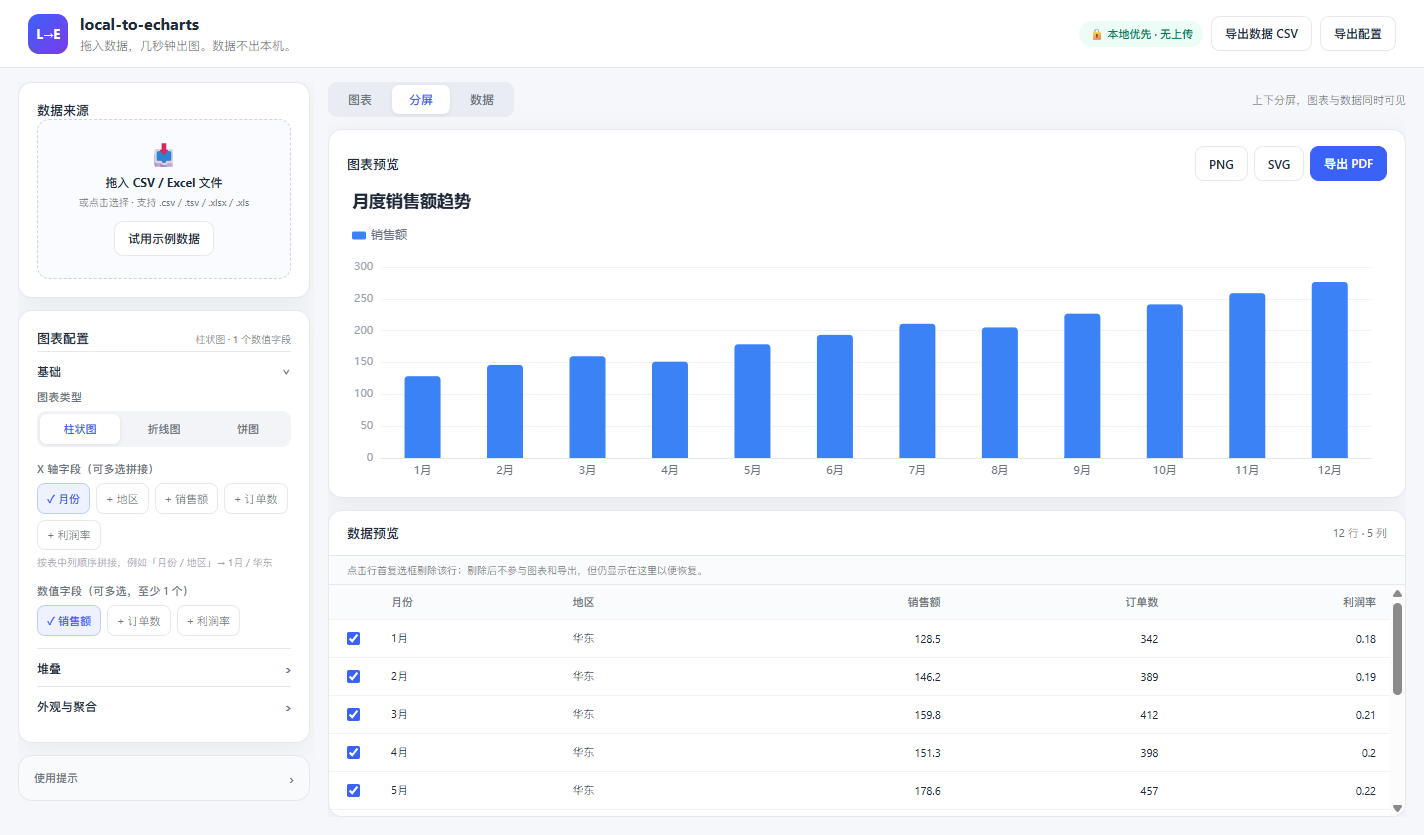 L→E
local-to-echarts
拖入数据，几秒钟出图。数据不出本机。
本地优先 · 无上传
导出数据 CSV
导出配置
数据来源
拖入 CSV / Excel 文件
或点击选择 · 支持 .csv / .tsv / .xlsx / .xls
试用示例数据
图表配置
柱状图 · 1 个数值字段
基础
图表类型
柱状图 折线图 饼图
X 轴字段（可多选拼接）
✓ 月份 + 地区 + 销售额 + 订单数
+ 利润率
按表中列顺序拼接，例如「月份 / 地区」→ 1月 / 华东
数值字段（可多选，至少 1 个）
✓ 销售额 + 订单数 + 利润率
堆叠
外观与聚合
使用提示
图表 分屏 数据
上下分屏，图表与数据同时可见
图表预览
PNG SVG 导出 PDF
月度销售额趋势
销售额
300
250
200
150
100
50
0
1月 2月 3月 4月 5月 6月 7月 8月 9月 10月 11月 12月
数据预览
12 行 · 5 列
点击行首复选框剔除该行；剔除后不参与图表和导出，但仍显示在这里以便恢复。
月份 地区 销售额 订单数 利润率
1月 华东 128.5 342 0.18
2月 华东 146.2 389 0.19
3月 华东 159.8 412 0.21
4月 华东 151.3 398 0.2
5月 华东 178.6 457 0.22